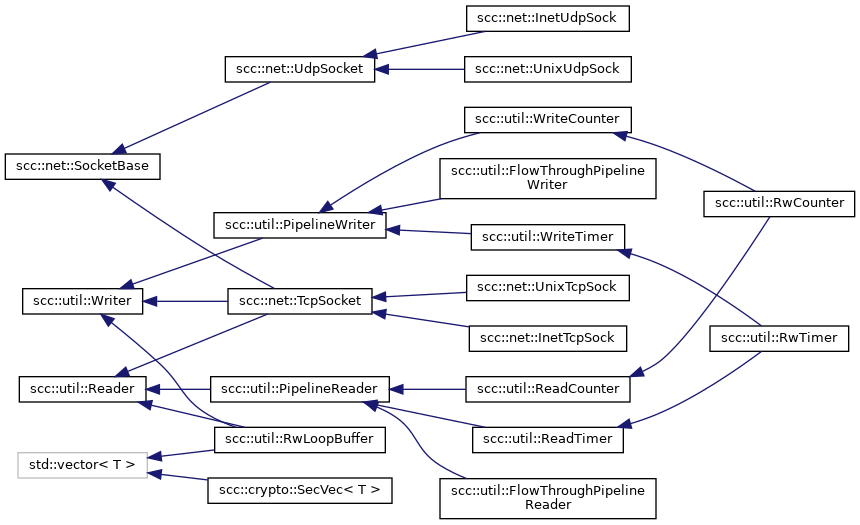 scc::net::InetUdpSock
scc::net::UdpSocket
scc::net::UnixUdpSock
scc::util::WriteCounter
scc::net::SocketBase
scc::util::FlowThroughPipeline
Writer
scc::util::RwCounter
scc::util::PipelineWriter
scc::util::WriteTimer
scc::net::UnixTcpSock
scc::util::Writer
scc::net::TcpSocket
scc::net::InetTcpSock
scc::util::RwTimer
scc::util::Reader
scc::util::PipelineReader
scc::util::ReadCounter
scc::util::RwLoopBuffer
scc::util::ReadTimer
std::vector< T >
scc::crypto::SecVec< T >
scc::util::FlowThroughPipeline
Reader